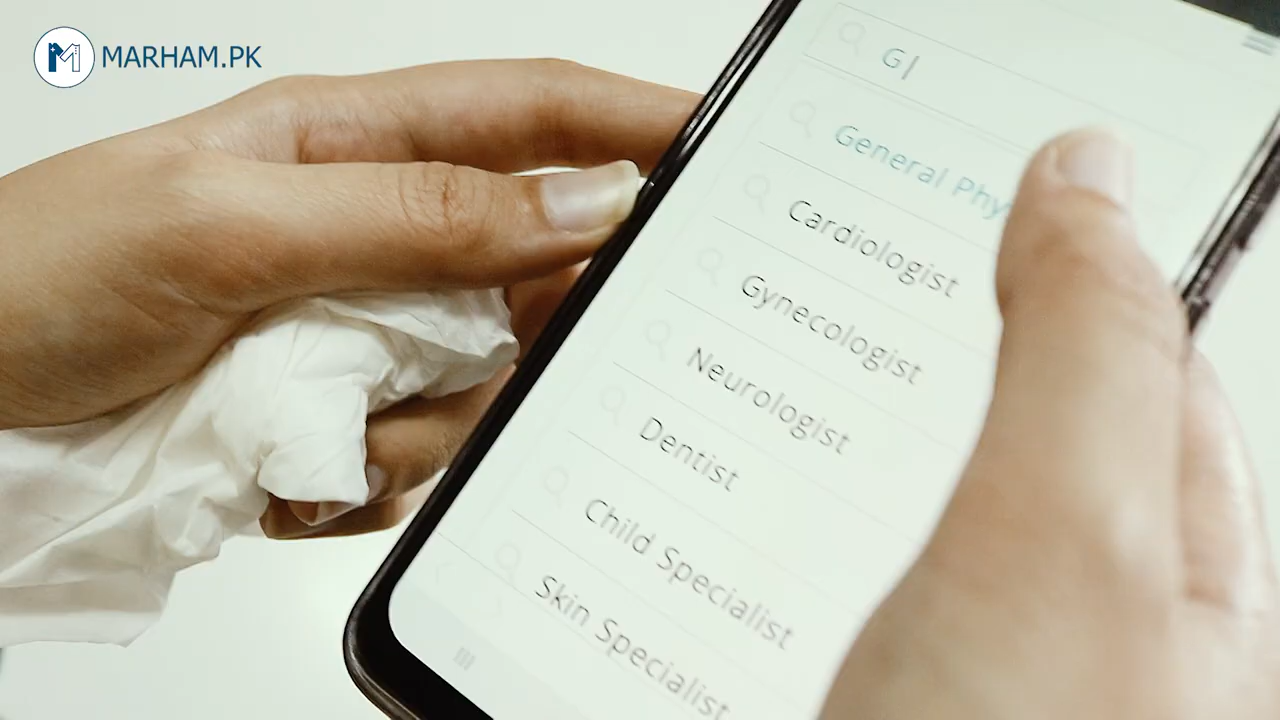 MARHAM.PK
G
General Phy
Cardiologist
Gynecologist
Neurologist
Dentist
Child Specialist
Skin Specialist